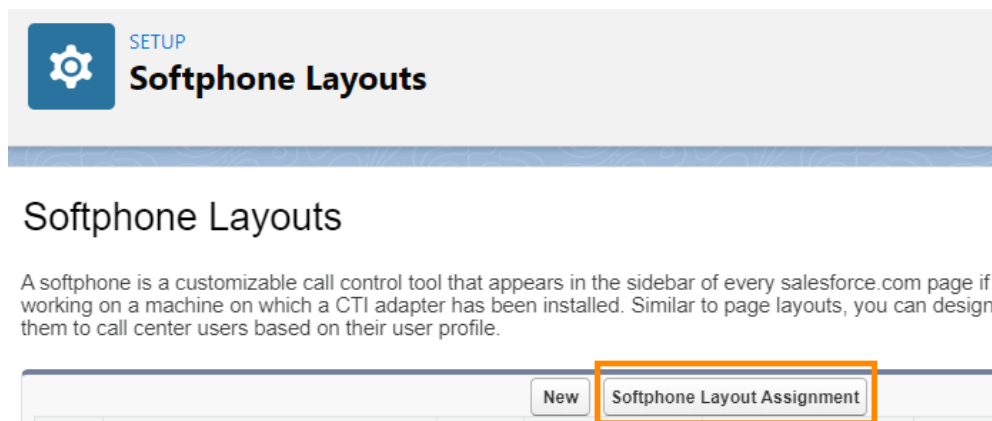 SETUP
Softphone Layouts
Softphone Layouts
A softphone is a customizable call control tool that appears in the sidebar of every salesforce.com page if
working on a machine on which a CTI adapter has been installed. Similar to page layouts, you can design
them to call center users based on their user profile.
New
Softphone Layout Assignment